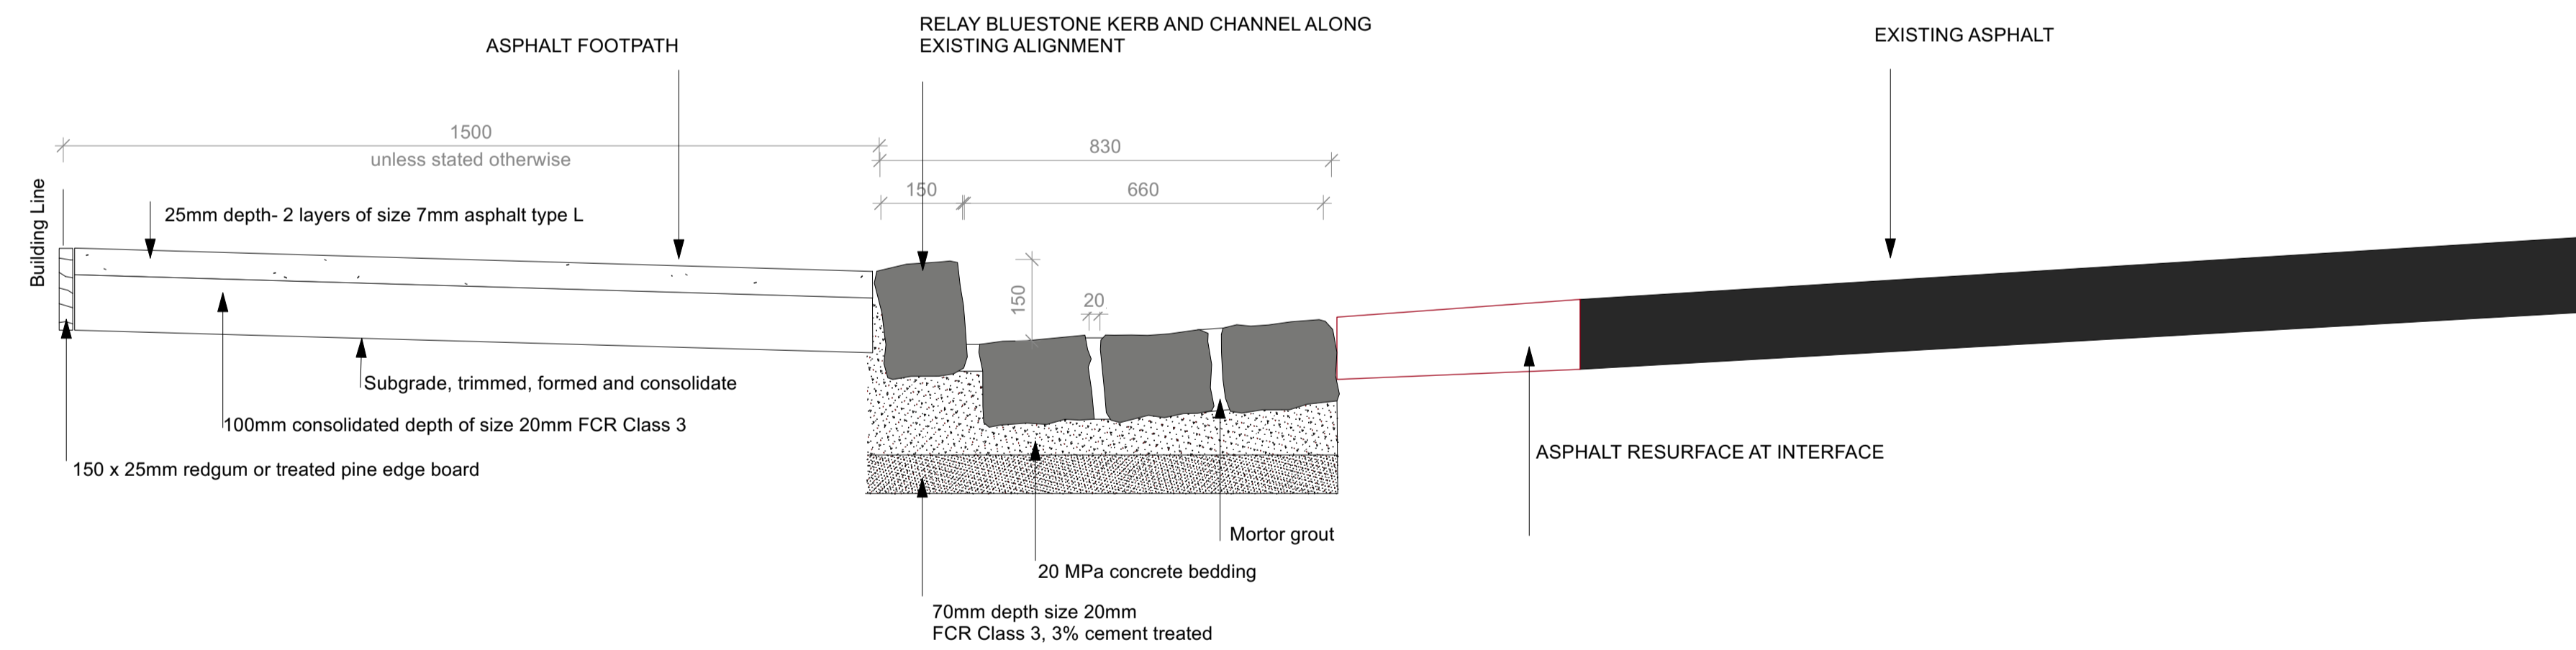 RELAY BLUESTONE KERB AND CHANNEL ALONG
EXISTING ALIGNMENT
ASPHALT FOOTPATH
EXISTING ASPHALT
1500
unless stated otherwise
830
150
660
Building Line
25mm depth- 2 layers of size 7mm asphalt type L
150
20
Subgrade, trimmed, formed and consolidate
100mm consolidated depth of size 20mm FCR Class 3
150 x 25mm redgum or treated pine edge board
ASPHALT RESURFACE AT INTERFACE
Mortor grout
20 MPa concrete bedding
70mm depth size 20mm
FCR Class 3, 3% cement treated